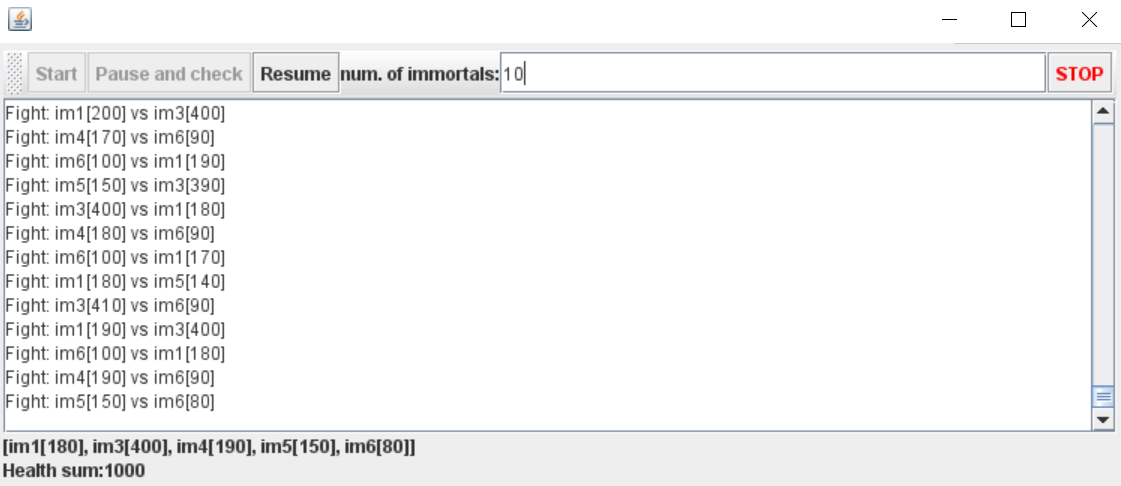 Start Pause and check Resume num. of immortals: 10 STOP
Fight: im1[200] vs im3[400]
Fight: im4[170] vs im6[90]
Fight: im6[100] vs im1[190]
Fight: im5[150] vs im3[390]
Fight: im3[400] vs im1[180]
Fight: im4[180] vs im6[90]
Fight: im6[100] vs im1[170]
Fight: im1[180] vs im5[140]
Fight: im3[410] vs im6[90]
Fight: im1[190] vs im3[400]
Fight: im6[100] vs im1[180]
Fight: im4[190] vs im6[90]
Fight: im5[150] vs im6[80]
[im1[180], im3[400], im4[190], im5[150], im6[80]]
Health sum:1000